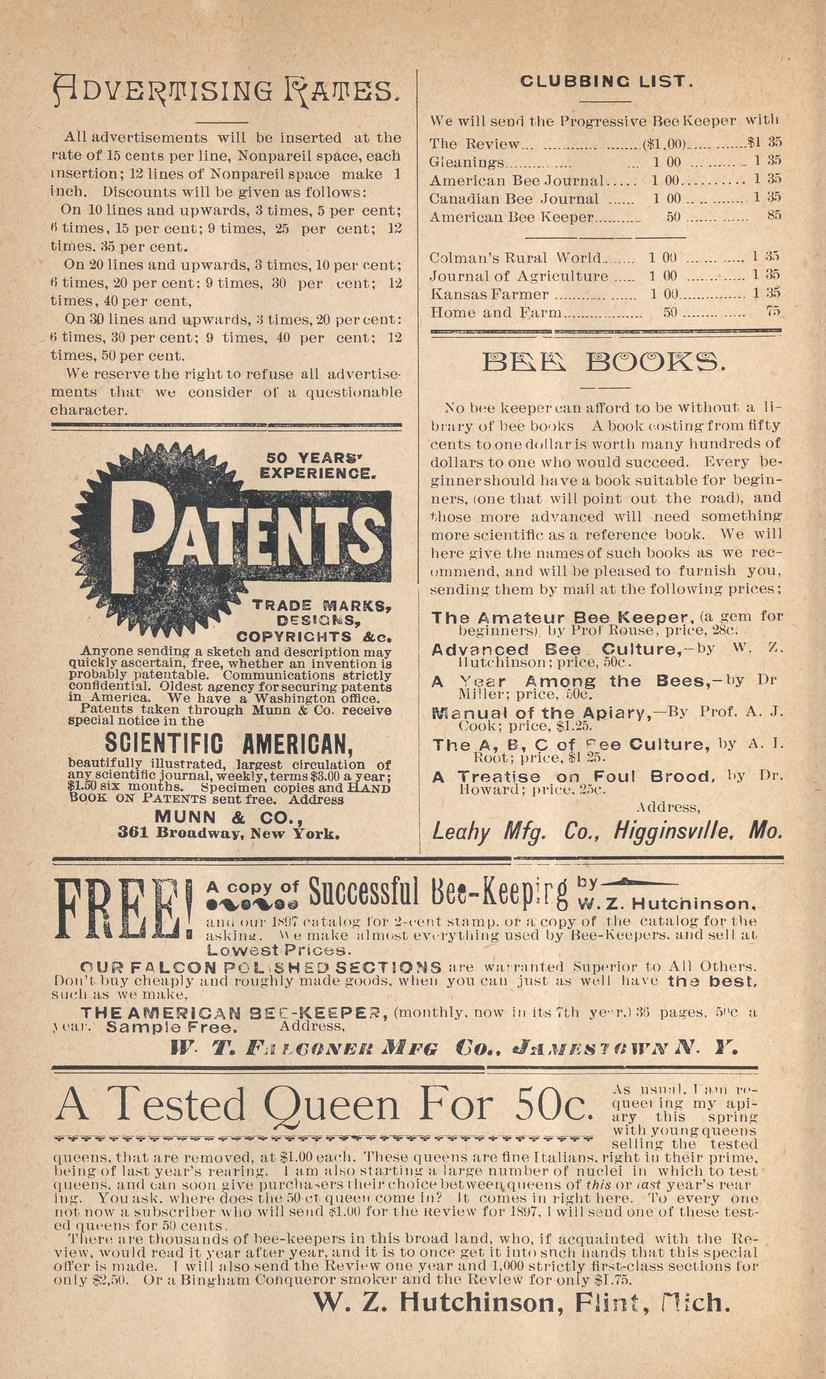 ADVERTISING RATES.
All advertisements will be inserted at the
rate of 15 cents per line, Nonpareil space, each
insertion; 12 lines of Nonpareil space make 1
inch. Discounts will be given as follows:
On 10 lines and upwards, 3 times, 5 per cent;
6 times, 15 per cent; 9 times, 25 per cent; 12
times, 35 per cent.
On 20 lines and upwards, 3 times, 10 per cent;
6 times, 20 per cent: 9 times, 30 per cent; 12
times, 40 per cent,
On 30 lines and upwards, 3 times, 20 per cent:
6 times, 30 per cent; 9 times, 40 per cent; 12
times, 50 per cent.
We reserve the right to refuse all advertise-
ments that we consider of a questionable
character.
50 YEARS'
EXPERIENCE.
PATENTS
TRADE MARKS,
DESIGNS,
COPYRIGHTS &c.
Anyone sending a sketch and description may
quickly ascertain, free, whether an invention is
probably patentable. Communications strictly
confidential. Oldest agency for securing patents
in America. We have a Washington office.
Patents taken through Munn & Co. receive
special notice in the
SCIENTIFIC AMERICAN,
beautifully illustrated, largest circulation of
any scientific journal, weekly, terms $3.00 a year;
$1.50 six months. Specimen copies and HAND
BOOK ON PATENTS sent free. Address
MUNN & CO.,
361 Broadway, New York.
CLUBBING LIST.
We will send the Progressive Bee Keeper with
The Review... ............ ........($1.00)............$1 35
Gleanings............ ..... ... 1 00 ... ........ .. 1 35
American Bee Journal..... 1 00.......... 1 35
Canadian Bee Journal ...... 1 00 .. .. ........ 1 35
American Bee Keeper.......... 50 ....... ...... 85
Colman's Rural World........ 1 00 ....... ..... 1 35
Journal of Agriculture ..... 1 00 ....... ..... 1 35
Kansas Farmer .................. 1 00.............. 1 35
Home and Farm................. 50 ..... ....... 75
BEE BOOKS.
No bee keeper can afford to be without a li-
brary of bee books A book costing from fifty
cents to one dollar is worth many hundreds of
dollars to one who would succeed. Every be-
ginner should have a book suitable for begin-
ners, (one that will point out the road), and
those more advanced will need something
more scientific as a reference book. We will
here give the names of such books as we rec-
ommend, and will be pleased to furnish you,
sending them by mail at the following prices;
The Amateur Bee Keeper, (a gem for
beginners), by Prof Rouse, price, 28c.
Advanced Bee Culture,—by W. Z.
Hutchinson; price, 50c.
A Year Among the Bees,—by Dr
Miller; price, 50c.
Manual of the Apiary,—By Prof. A. J.
Cook; price, $1.25.
The A, B, C of Bee Culture, by A. I.
Root; price, $1 25.
A Treatise on Foul Brood, by Dr.
Howard; price, 25c.
Address,
Leahy Mfg. Co., Higginsville, Mo.
FREE! A copy of Successful Bee-Keeping by W. Z. Hutchinson,
and our 1897 catalog for 2-cent stamp, or a copy of the catalog for the
asking. We make almost everything used by Bee-Keepers, and sell at
Lowest Prices.
OUR FALCON POLISHED SECTIONS are warranted Superior to All Others.
Don't buy cheaply and roughly made goods, when you can just as well have the best,
such as we make,
THE AMERICAN BEE-KEEPER, (monthly, now in its 7th year.) 36 pages, 50c a
year. Sample Free. Address,
W. T. FALCONER MFG CO., JAMESTOWN N. Y.
A Tested Queen For 50c.
As usual, I am re-
queening my api-
ary this spring
with young queens
selling the tested
queens, that are removed, at $1.00 each. These queens are fine Italians, right in their prime,
being of last year's rearing. I am also starting a large number of nuclei in which to test
queens, and can soon give purchasers their choice between queens of this or last year's rear
ing. You ask, where does the 50 ct queen come in? It comes in right here. To every one
not now a subscriber who will send $1.00 for the Review for 1897, I will send one of these test-
ed queens for 50 cents.
There are thousands of bee-keepers in this broad land, who, if acquainted with the Re-
view, would read it year after year, and it is to once get it into such hands that this special
offer is made. I will also send the Review one year and 1,000 strictly first-class sections for
only $2,50. Or a Bingham Conqueror smoker and the Review for only $1.75.
W. Z. Hutchinson, Flint, Mich.